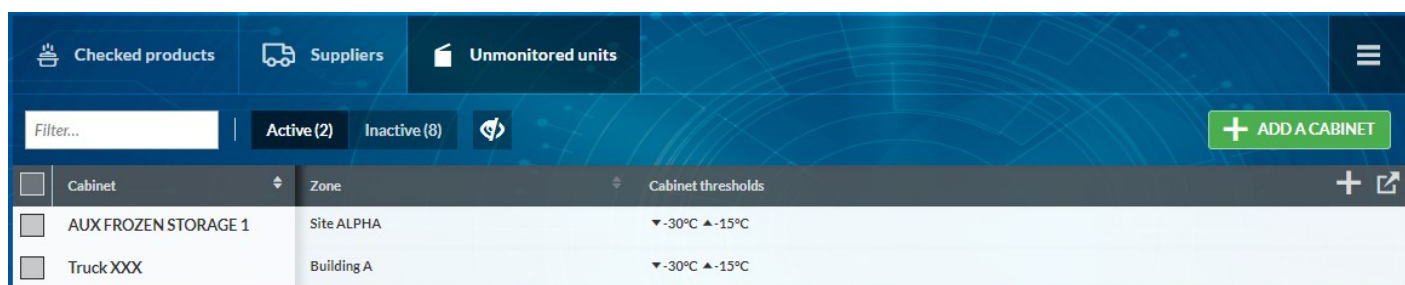 Checked products Suppliers Unmonitored units
Filter... Active (2) Inactive (8) ADD A CABINET
Cabinet Zone Cabinet thresholds
AUX FROZEN STORAGE 1 Site ALPHA ▼-30°C ▲-15°C
Truck XXX Building A ▼-30°C ▲-15°C